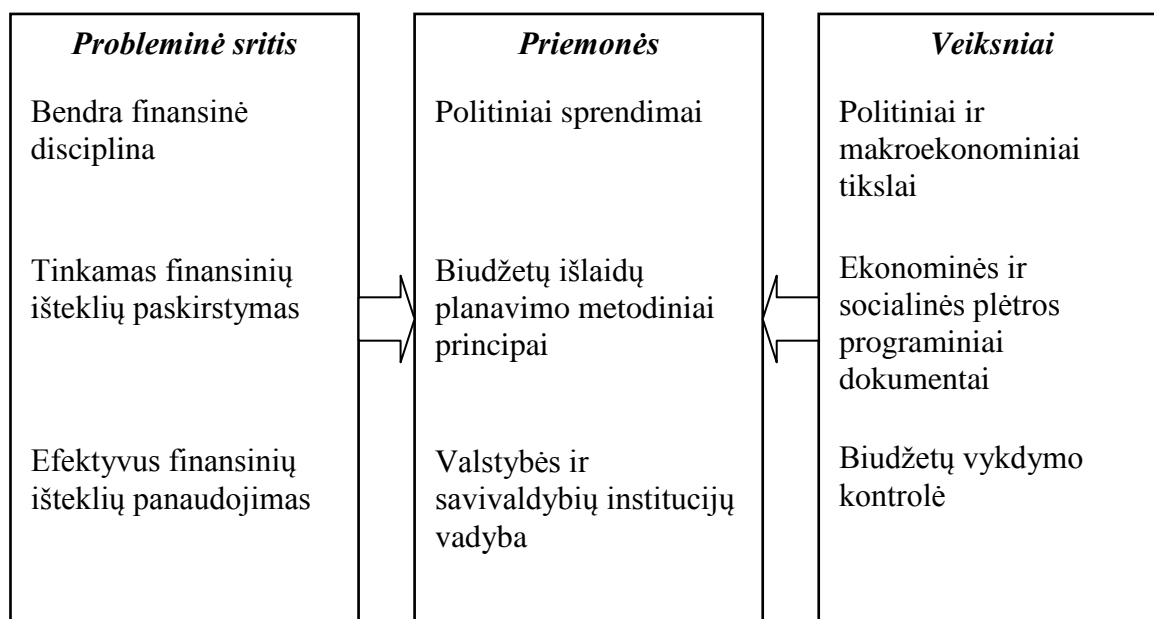 Probleminė sritis
Bendra finansinė
disciplina
Tinkamas finansinių
išteklių paskirstymas
Efektyvus finansinių
išteklių panaudojimas
Priemonės
Politiniai sprendimai
Biudžetų išlaidų
planavimo metodiniai
principai
Valstybės ir
savivaldybių institucijų
vadyba
Veiksniai
Politiniai ir
makroekonominiai
tikslai
Ekonominės ir
socialinės plėtros
programiniai
dokumentai
Biudžetų vykdymo
kontrolė